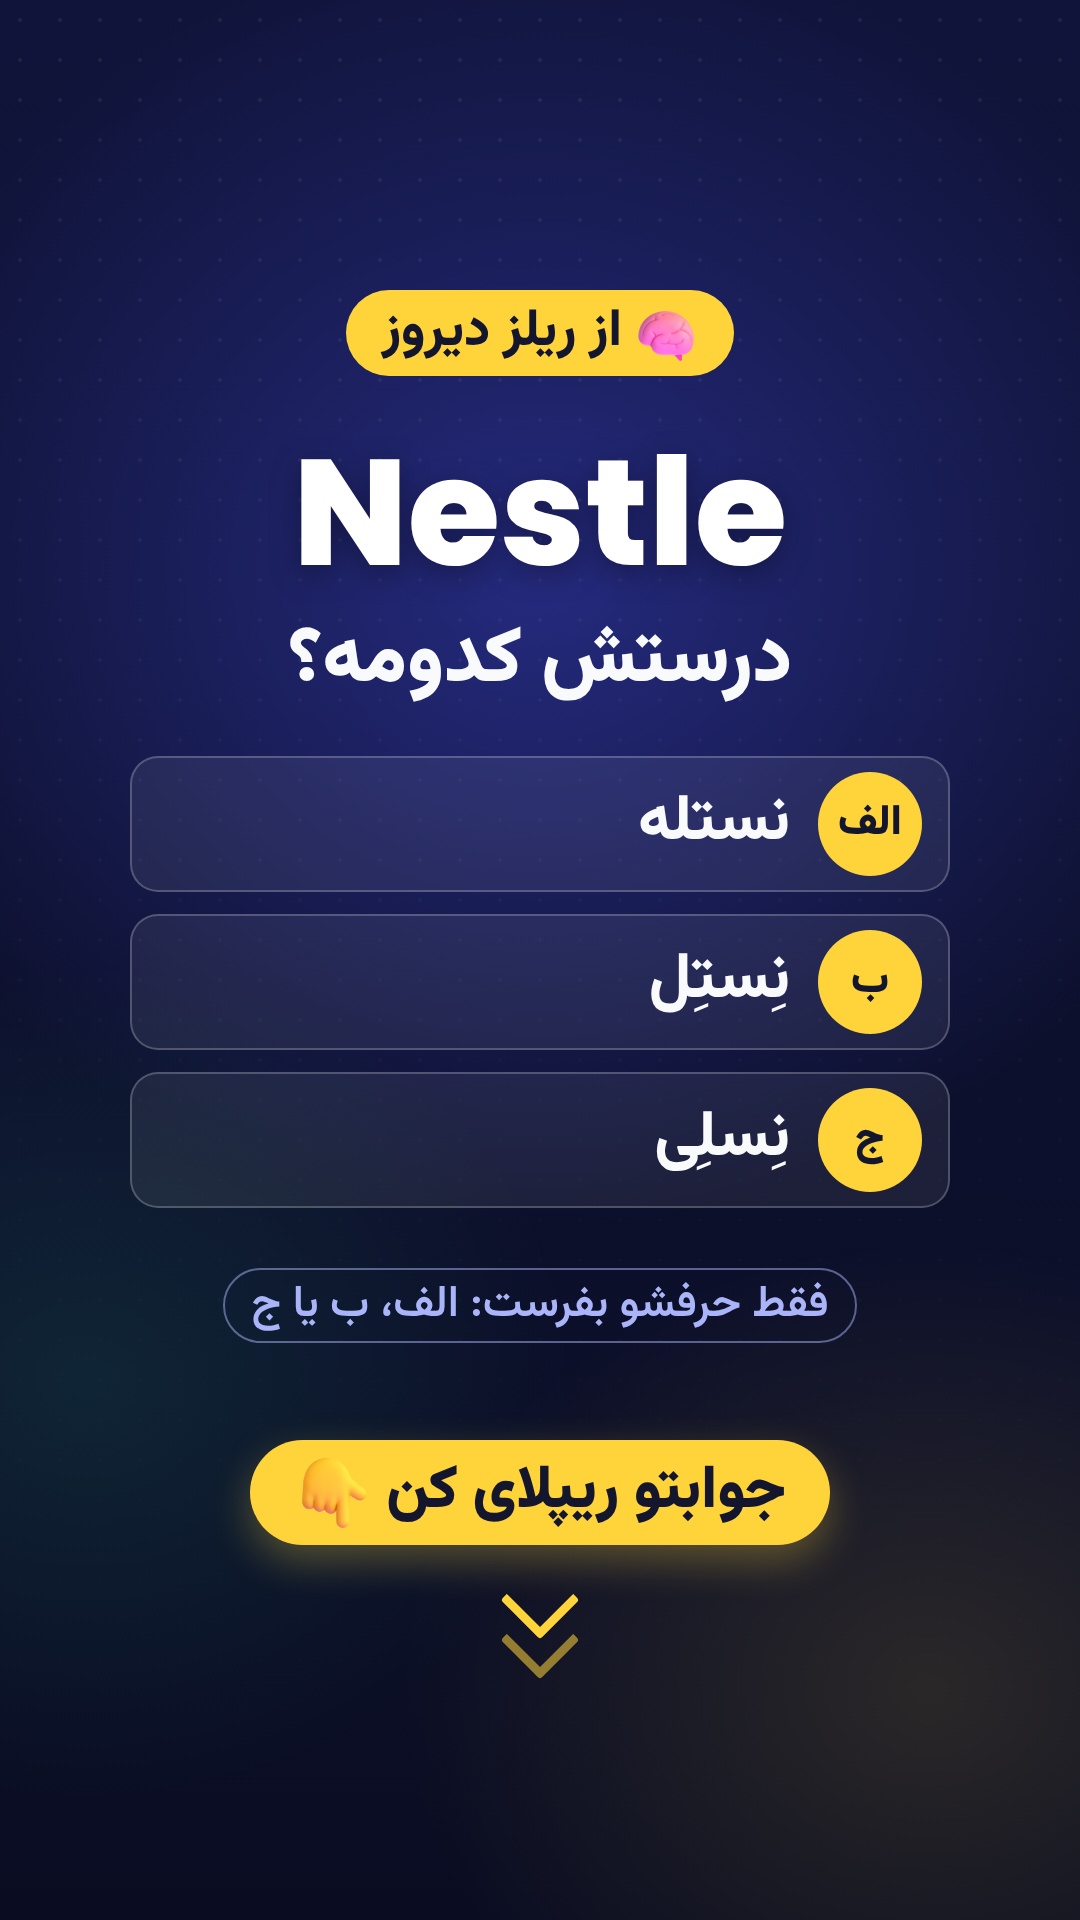 🧠 از ریلز دیروز
Nestle
درستش کدومه؟
الف نستله
ب نِستِل
ج نِسلِی
فقط حرفشو بفرست: الف، ب یا ج
جوابتو ریپلای کن 👇